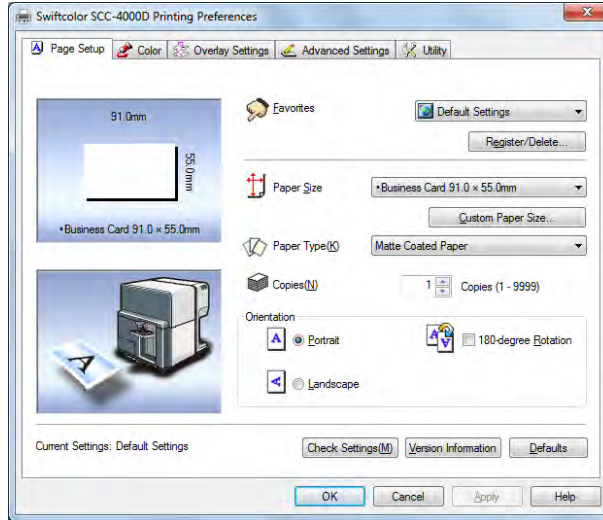 Swiftcolor SCC-4000D Printing Preferences
Page Setup Color Overlay Settings Advanced Settings Utility
91.0mm
55.0mm
•Business Card 91.0 × 55.0mm
Favorites Default Settings
Register/Delete...
Paper Size •Business Card 91.0 × 55.0mm
Custom Paper Size...
Paper Type(K) Matte Coated Paper
Copies(N) 1 Copies (1 - 9999)
Orientation
A Portrait A A 180-degree Rotation
A Landscape
A
Current Settings: Default Settings Check Settings(M) Version Information Defaults
OK Cancel Apply Help